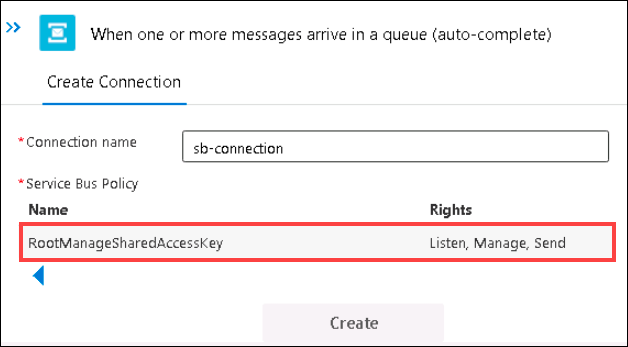 When one or more messages arrive in a queue (auto-complete)
Create Connection
*Connection name
sb-connection
*Service Bus Policy
Name Rights
RootManageSharedAccessKey Listen, Manage, Send
Create